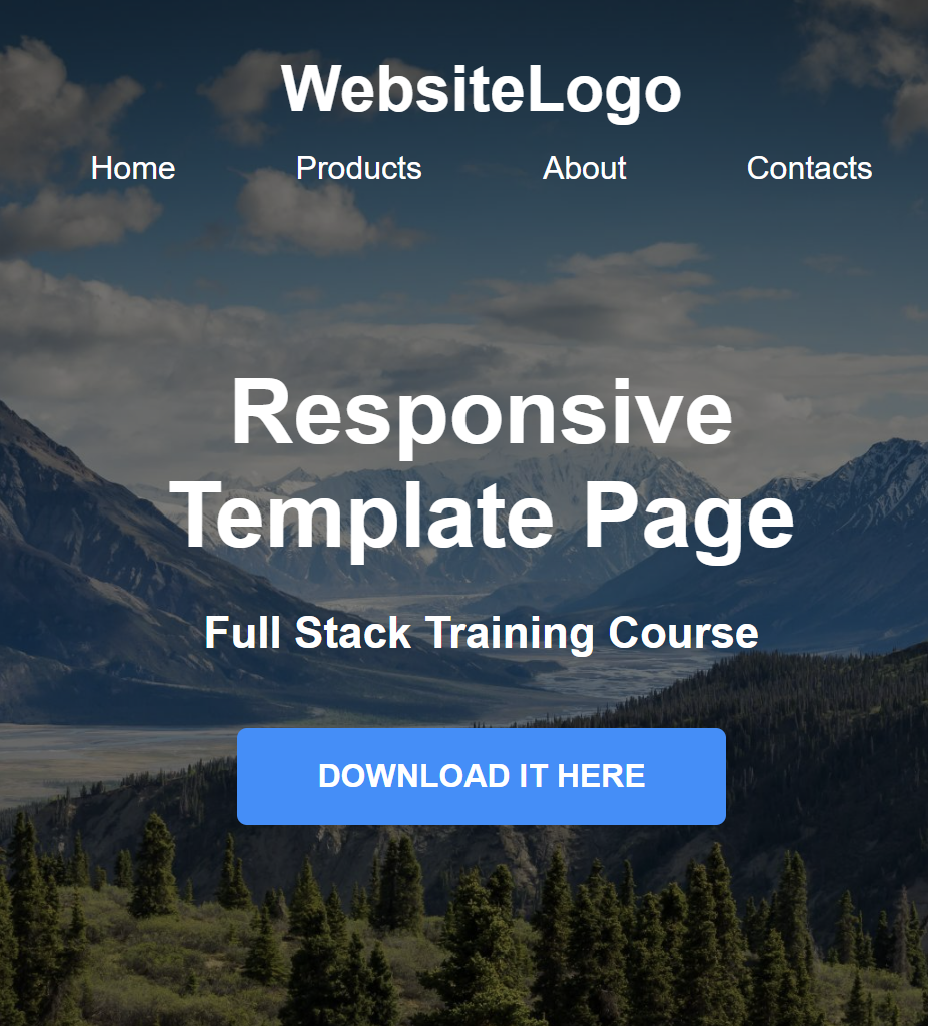 WebsiteLogo
Home Products About Contacts
Responsive
Template Page
Full Stack Training Course
DOWNLOAD IT HERE